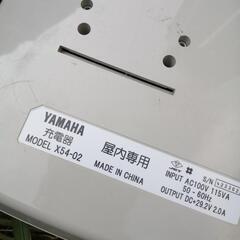 YAMAHA
充電器
MODEL X54-02
屋内専用
MADE IN CHINA
S/N
INPUT AC100V 115VA
50 - 60Hz
OUTPUT DC+29.2V 2.0A